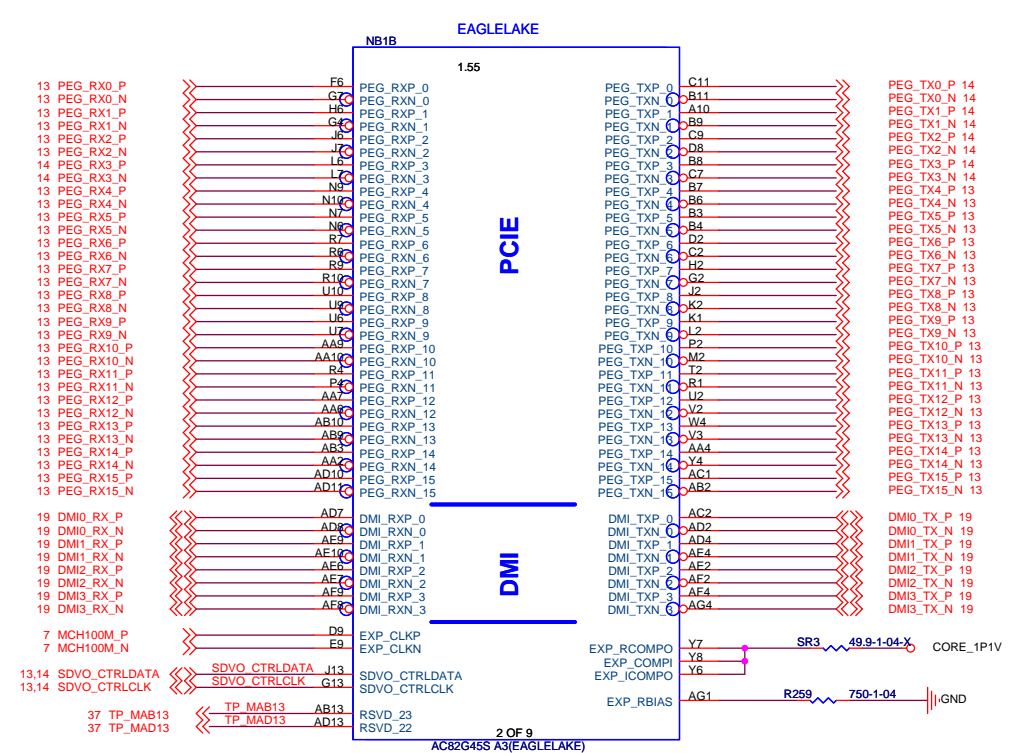 EAGLELAKE
NB1B
1.55
13 PEG_RX0_P F6 PEG_RXP_0 PEG_TXP_0 C11 PEG_TX0_P 14
13 PEG_RX0_N G7 PEG_RXN_0 PEG_TXN_0 B11 PEG_TX0_N 14
13 PEG_RX1_P H6 PEG_RXP_1 PEG_TXP_1 A10 PEG_TX1_P 14
13 PEG_RX1_N G4 PEG_RXN_1 PEG_TXN_1 B9 PEG_TX1_N 14
13 PEG_RX2_P J6 PEG_RXP_2 PEG_TXP_2 C9 PEG_TX2_P 14
13 PEG_RX2_N J7 PEG_RXN_2 PEG_TXN_2 D8 PEG_TX2_N 14
14 PEG_RX3_P L6 PEG_RXP_3 PEG_TXP_3 B8 PEG_TX3_P 14
14 PEG_RX3_N L7 PEG_RXN_3 PEG_TXN_3 C7 PEG_TX3_N 14
13 PEG_RX4_P N9 PEG_RXP_4 PEG_TXP_4 B7 PEG_TX4_P 13
13 PEG_RX4_N N10 PEG_RXN_4 PEG_TXN_4 B6 PEG_TX4_N 13
13 PEG_RX5_P N7 PEG_RXP_5 PEG_TXP_5 B3 PEG_TX5_P 13
13 PEG_RX5_N N6 PEG_RXN_5 PEG_TXN_5 B4 PEG_TX5_N 13
13 PEG_RX6_P R7 PEG_RXP_6 PEG_TXP_6 D2 PEG_TX6_P 13
13 PEG_RX6_N R6 PEG_RXN_6 PEG_TXN_6 C2 PEG_TX6_N 13
13 PEG_RX7_P R9 PEG_RXP_7 PEG_TXP_7 H2 PEG_TX7_P 13
13 PEG_RX7_N R10 PEG_RXN_7 PEG_TXN_7 G2 PEG_TX7_N 13
13 PEG_RX8_P U10 PEG_RXP_8 PEG_TXP_8 J2 PEG_TX8_P 13
13 PEG_RX8_N U9 PEG_RXN_8 PEG_TXN_8 K2 PEG_TX8_N 13
13 PEG_RX9_P U6 PEG_RXP_9 PEG_TXP_9 K1 PEG_TX9_P 13
13 PEG_RX9_N U7 PEG_RXN_9 PEG_TXN_9 L2 PEG_TX9_N 13
13 PEG_RX10_P AA9 PEG_RXP_10 PEG_TXP_10 P2 PEG_TX10_P 13
13 PEG_RX10_N AA10 PEG_RXN_10 PEG_TXN_10 M2 PEG_TX10_N 13
13 PEG_RX11_P R4 PEG_RXP_11 PEG_TXP_11 T2 PEG_TX11_P 13
13 PEG_RX11_N P4 PEG_RXN_11 PEG_TXN_11 R1 PEG_TX11_N 13
13 PEG_RX12_P AA7 PEG_RXP_12 PEG_TXP_12 U2 PEG_TX12_P 13
13 PEG_RX12_N AA6 PEG_RXN_12 PEG_TXN_12 V2 PEG_TX12_N 13
13 PEG_RX13_P AB10 PEG_RXP_13 PEG_TXP_13 W4 PEG_TX13_P 13
13 PEG_RX13_N AB9 PEG_RXN_13 PEG_TXN_13 V3 PEG_TX13_N 13
13 PEG_RX14_P AB3 PEG_RXP_14 PEG_TXP_14 AA4 PEG_TX14_P 13
13 PEG_RX14_N AA2 PEG_RXN_14 PEG_TXN_14 Y4 PEG_TX14_N 13
13 PEG_RX15_P AD10 PEG_RXP_15 PEG_TXP_15 AC1 PEG_TX15_P 13
13 PEG_RX15_N AD11 PEG_RXN_15 PEG_TXN_15 AB2 PEG_TX15_N 13
PCIE
19 DMI0_RX_P AD7 DMI_RXP_0 DMI_TXP_0 AC2 DMI0_TX_P 19
19 DMI0_RX_N AD8 DMI_RXN_0 DMI_TXN_0 AD2 DMI0_TX_N 19
19 DMI1_RX_P AE9 DMI_RXP_1 DMI_TXP_1 AD4 DMI1_TX_P 19
19 DMI1_RX_N AE10 DMI_RXN_1 DMI_TXN_1 AE4 DMI1_TX_N 19
19 DMI2_RX_P AE6 DMI_RXP_2 DMI_TXP_2 AE2 DMI2_TX_P 19
19 DMI2_RX_N AE7 DMI_RXN_2 DMI_TXN_2 AF2 DMI2_TX_N 19
19 DMI3_RX_P AF9 DMI_RXP_3 DMI_TXP_3 AF4 DMI3_TX_P 19
19 DMI3_RX_N AF8 DMI_RXN_3 DMI_TXN_3 AG4 DMI3_TX_N 19
DMI
7 MCH100M_P D9 EXP_CLKP
7 MCH100M_N E9 EXP_CLKN
EXP_RCOMPO Y7 SR3 49.9-1-04-X CORE_1P1V
EXP_COMPI Y8
EXP_ICOMPO Y6
13,14 SDVO_CTRLDATA SDVO_CTRLDATA J13 SDVO_CTRLDATA
13,14 SDVO_CTRLCLK SDVO_CTRLCLK G13 SDVO_CTRLCLK
EXP_RBIAS AG1 R259 750-1-04 GND
37 TP_MAB13 TP_MAB13 AB13 RSVD_23
37 TP_MAD13 TP_MAD13 AD13 RSVD_22
2 OF 9
AC82G45S A3(EAGLELAKE)